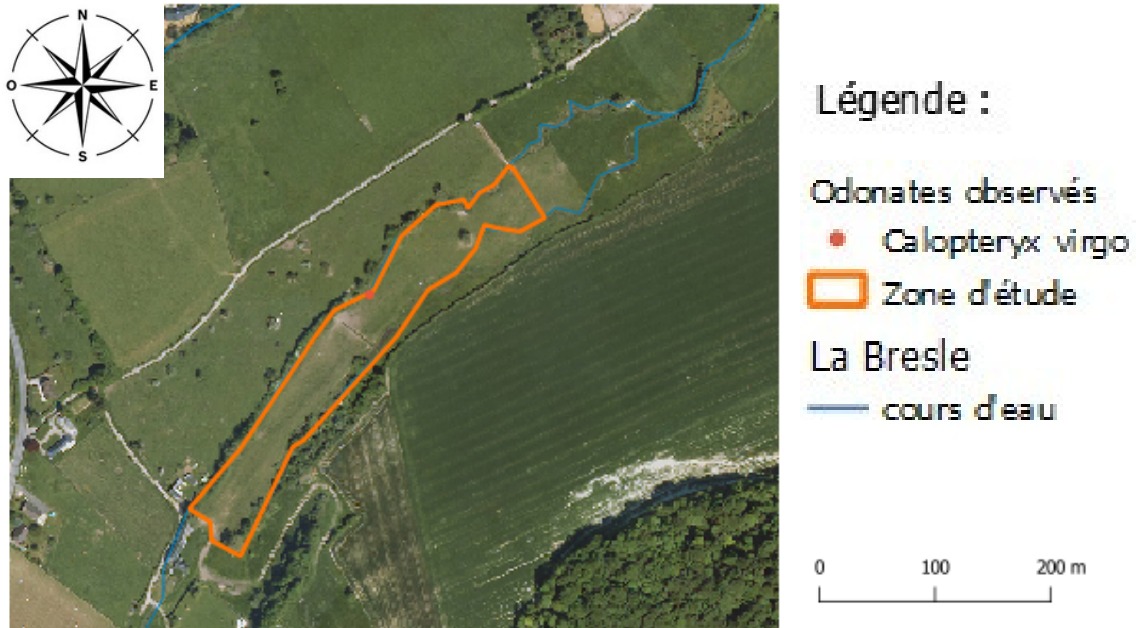 N
O E
S
Légende :
Odonates observés
Calopteryx virgo
Zone d'étude
La Bresle
cours d'eau
0 100 200 m